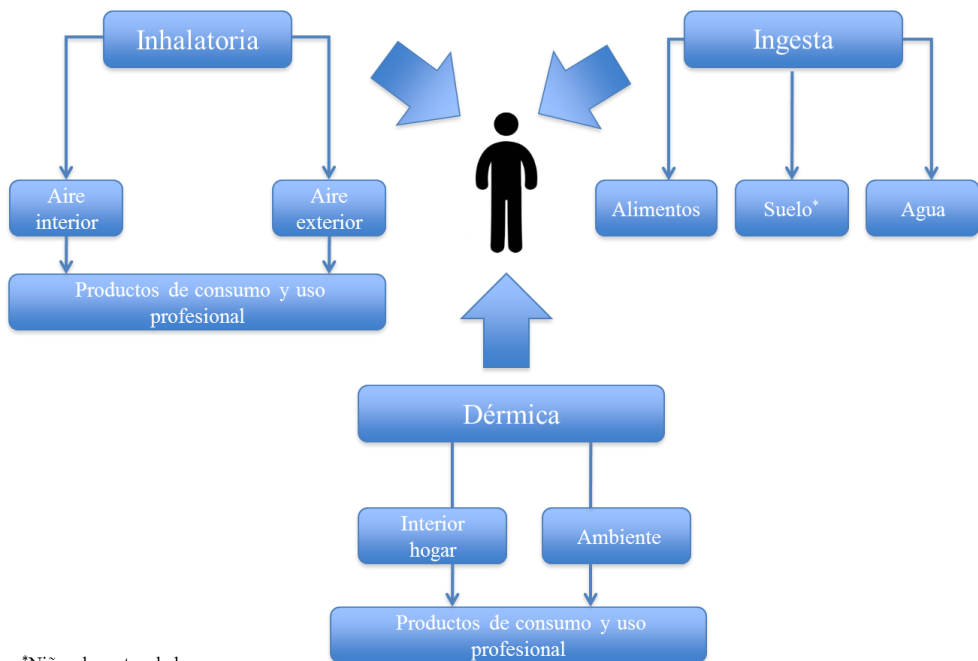 Inhalatoria
Aire
interior
Aire
exterior
Productos de consumo y uso
profesional
Ingesta
Alimentos
Suelo*
Agua
Dérmica
Interior
hogar
Ambiente
Productos de consumo y uso
profesional